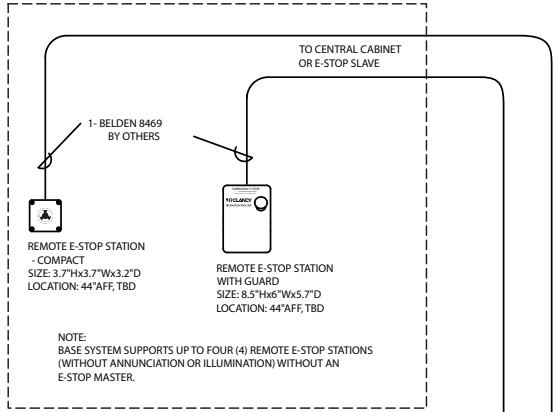 TO CENTRAL CABINET
OR E-STOP SLAVE
1- BELDEN 8469
BY OTHERS
EMERGENCY STOP
REMOTE E-STOP STATION
- COMPACT
SIZE: 3.7"Hx3.7"Wx3.2"D
LOCATION: 44"AFF, TBD
REMOTE E-STOP STATION
WITH GUARD
SIZE: 8.5"Hx6"Wx5.7"D
LOCATION: 44"AFF, TBD
NOTE:
BASE SYSTEM SUPPORTS UP TO FOUR (4) REMOTE E-STOP STATIONS
(WITHOUT ANNUNCIATION OR ILLUMINATION) WITHOUT AN
E-STOP MASTER.